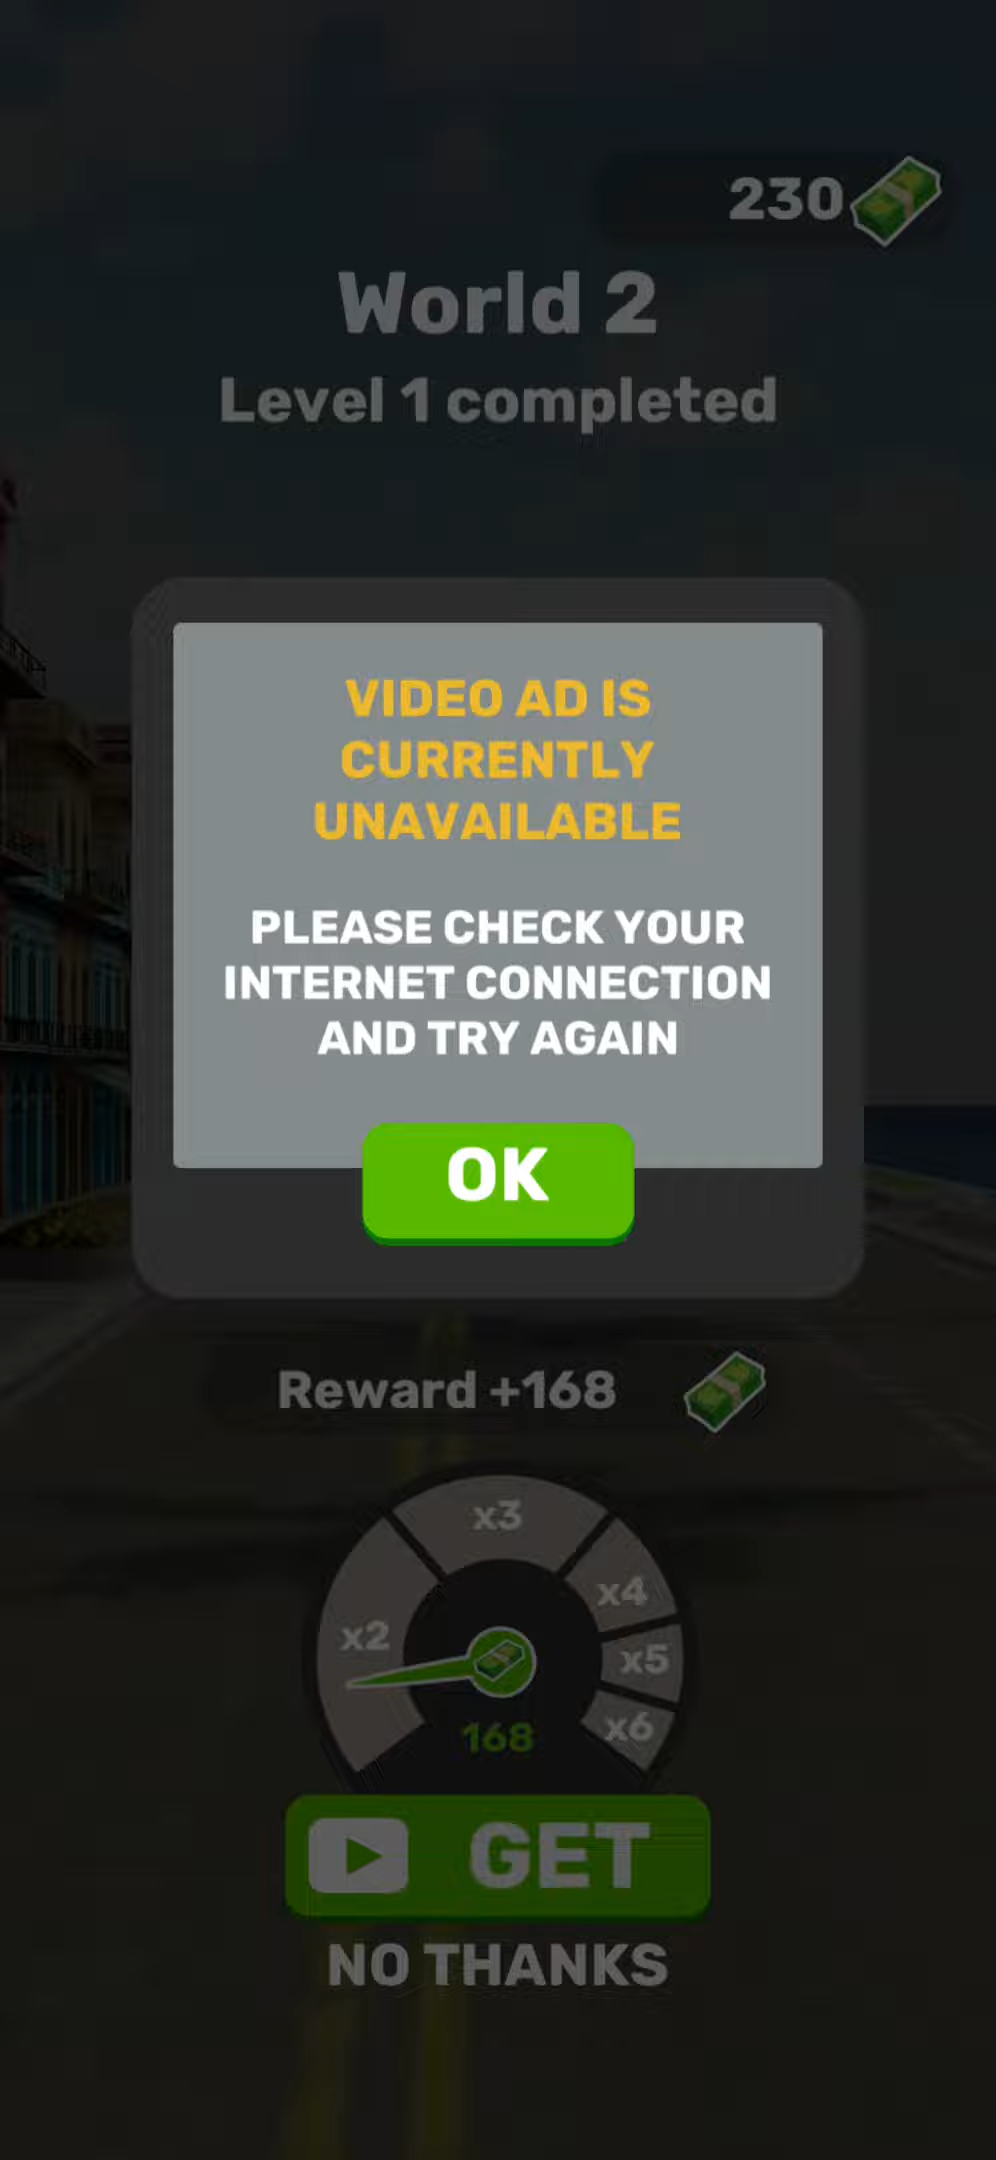 230
World 2
Level 1 completed
VIDEO AD IS
CURRENTLY
UNAVAILABLE
PLEASE CHECK YOUR
INTERNET CONNECTION
AND TRY AGAIN
OK
Reward +168
x3
x4
x2
x5
x6
168
GET
NO THANKS